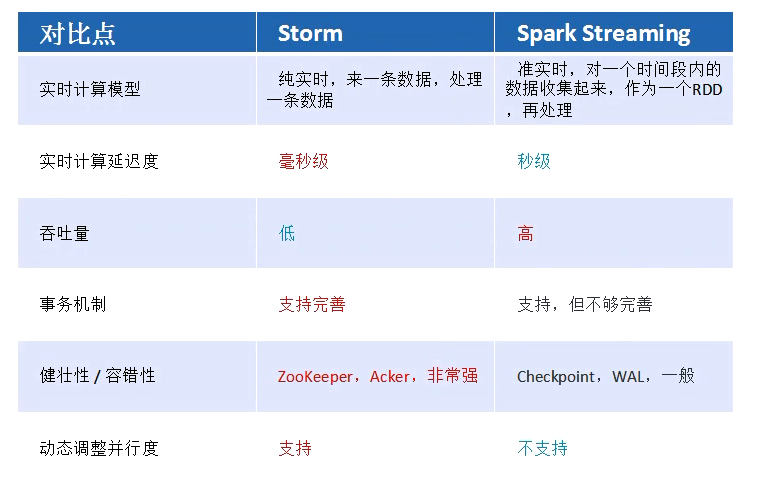 对比点 Storm Spark Streaming
实时计算模型 纯实时，来一条数据，处理一条数据 准实时，对一个时间段内的数据收集起来，作为一个RDD，再处理
实时计算延迟度 毫秒级 秒级
吞吐量 低 高
事务机制 支持完善 支持，但不够完善
健壮性 / 容错性 ZooKeeper，Acker，非常强 Checkpoint，WAL，一般
动态调整并行度 支持 不支持